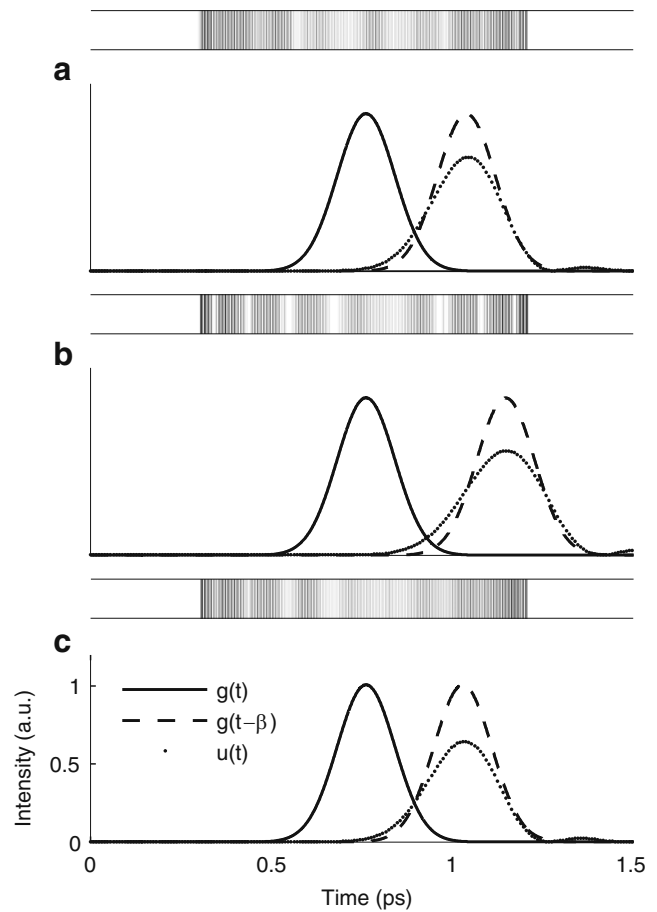 a
b
c
Intensity (a.u.)
1
0.5
0
g(t)
g(t−β)
u(t)
0 0.5 1 1.5
Time (ps)